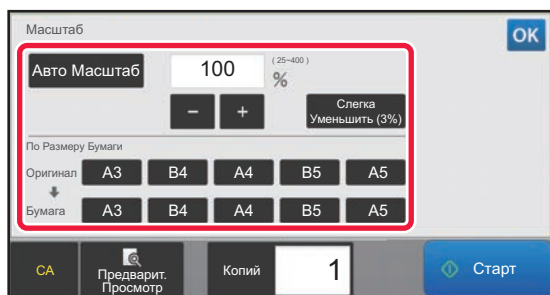 Масштаб
OK
Авто Масштаб
100
(25~400)
%
−
+
Слегка
Уменьшить (3%)
По Размеру Бумаги
Оригинал
A3 B4 A4 B5 A5
Бумага
A3 B4 A4 B5 A5
CA
Предварит.
Просмотр
Копий
1
Старт